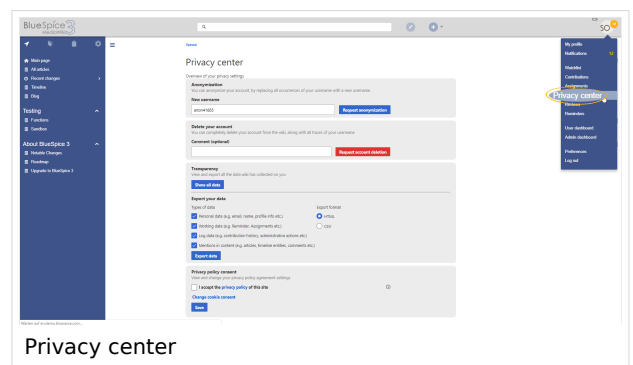 BlueSpice 3
MediaWiki
SO
Main page
All articles
Recent changes
Timeline
Blog
Testing
Functions
Sandbox
About BlueSpice 3
Notable Changes
Roadmap
Upgrade to BlueSpice 3
Special
Privacy center
Overview of your privacy settings
Anonymization
You can anonymize your account, by replacing all occurrences of your username with a new username
New username
anon41683
Request anonymization
Delete your account
You can completely delete your account from the wiki, along with all traces of your username
Comment (optional)
Request account deletion
Transparency
View and export all the data wiki has collected on you
Show all data
Export your data
Types of data
Export format
Personal data (e.g. email, name, profile info etc.)
HTML
Working data (e.g. Reminder, Assignments etc.)
CSV
Log data (e.g. contribution history, administrative actions etc.)
Mentions in content (e.g. articles, timeline entities, comments etc.)
Export data
Privacy policy consent
View and change your privacy policy agreement settings
I accept the privacy policy of this site
Change cookie consent
Save
My profile
Notifications 12
Watchlist
Contributions
Assignments
Privacy center
Reviews
Reminders
User dashboard
Admin dashboard
Preferences
Log out
Privacy center